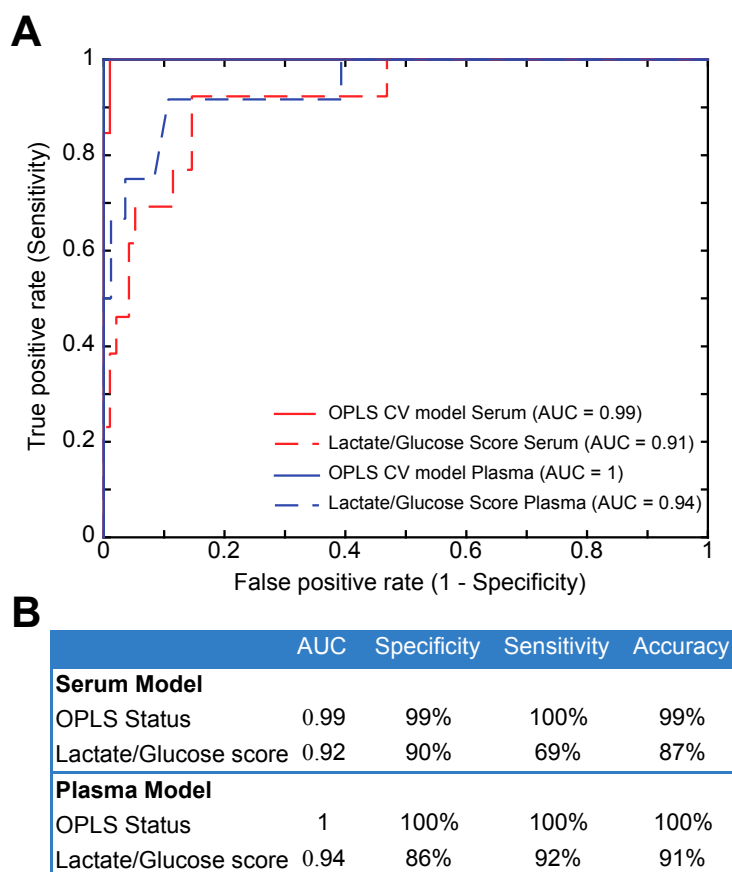 A
True positive rate (Sensitivity)
1
0.8
0.6
0.4
0.2
0
OPLS CV model Serum (AUC = 0.99)
Lactate/Glucose Score Serum (AUC = 0.91)
OPLS CV model Plasma (AUC = 1)
Lactate/Glucose Score Plasma (AUC = 0.94)
0 0.2 0.4 0.6 0.8 1
False positive rate (1 - Specificity)
B
AUC Specificity Sensitivity Accuracy
Serum Model
OPLS Status 0.99 99% 100% 99%
Lactate/Glucose score 0.92 90% 69% 87%
Plasma Model
OPLS Status 1 100% 100% 100%
Lactate/Glucose score 0.94 86% 92% 91%